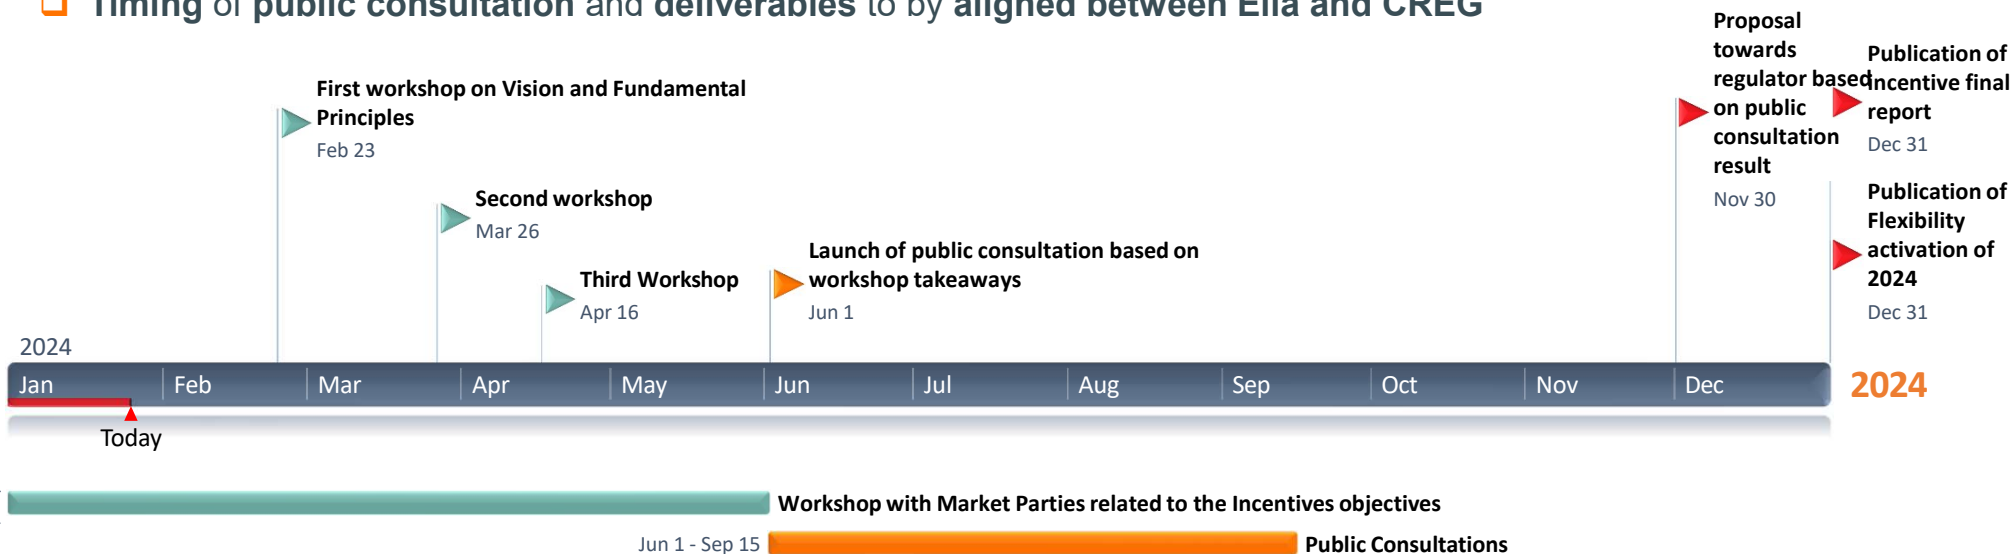 Timing of public consultation and deliverables to by aligned between Elia and CREG
First workshop on Vision and Fundamental
Principles
Feb 23
Second workshop
Mar 26
Third Workshop
Apr 16
Launch of public consultation based on
workshop takeaways
Jun 1
Proposal
towards
regulator based
on public
consultation
result
Nov 30
Publication of
incentive final
report
Dec 31
Publication of
Flexibility
activation of
2024
Dec 31
2024
Jan Feb Mar Apr May Jun Jul Aug Sep Oct Nov Dec 2024
Today
Workshop with Market Parties related to the Incentives objectives
Jun 1 - Sep 15 Public Consultations